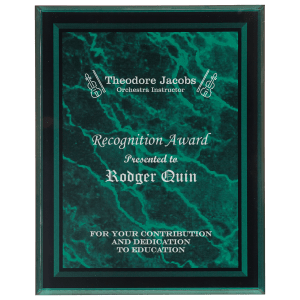 Theodore Jacobs
Orchestra Instructor
Recognition Award
Presented to
Rodger Quin
FOR YOUR CONTRIBUTION
AND DEDICATION
TO EDUCATION